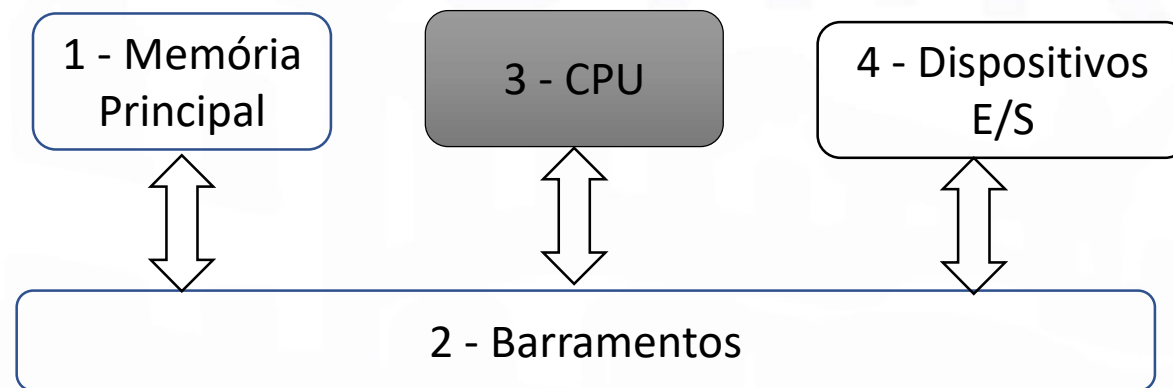 1 - Memória
Principal
3 - CPU
4 - Dispositivos
E/S
2 - Barramentos